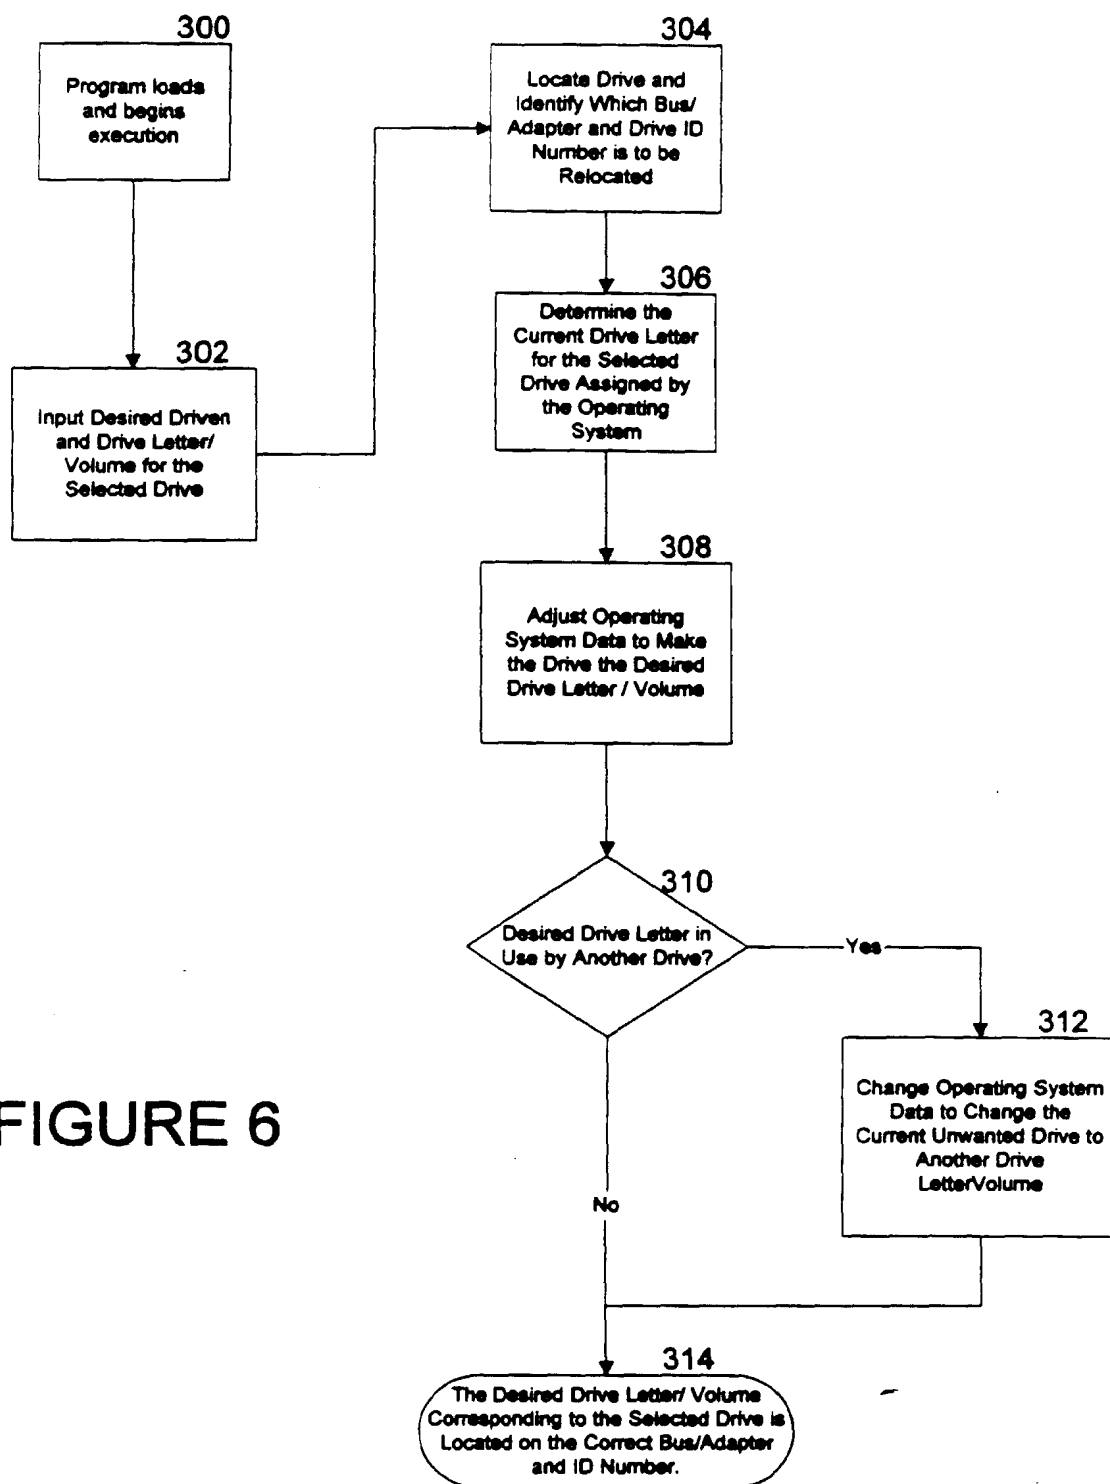 300
Program loads
and begins
execution
302
Input Desired Driven
and Drive Letter/
Volume for the
Selected Drive
304
Locate Drive and
Identify Which Bus/
Adapter and Drive ID
Number is to be
Relocated
306
Determine the
Current Drive Letter
for the Selected
Drive Assigned by
the Operating
System
308
Adjust Operating
System Data to Make
the Drive the Desired
Drive Letter / Volume
310
Desired Drive Letter in
Use by Another Drive?
Yes
312
Change Operating System
Data to Change the
Current Unwanted Drive to
Another Drive
LetterVolume
No
314
The Desired Drive Letter/ Volume
Corresponding to the Selected Drive is
Located on the Correct Bus/Adapter
and ID Number.
FIGURE 6